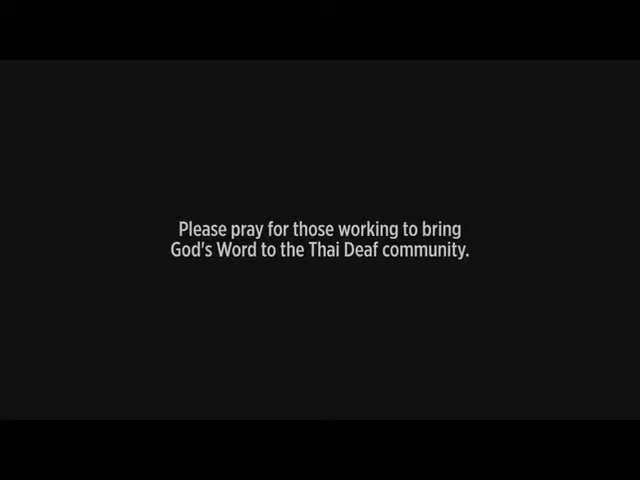 Please pray for those working to bring
God's Word to the Thai Deaf community.